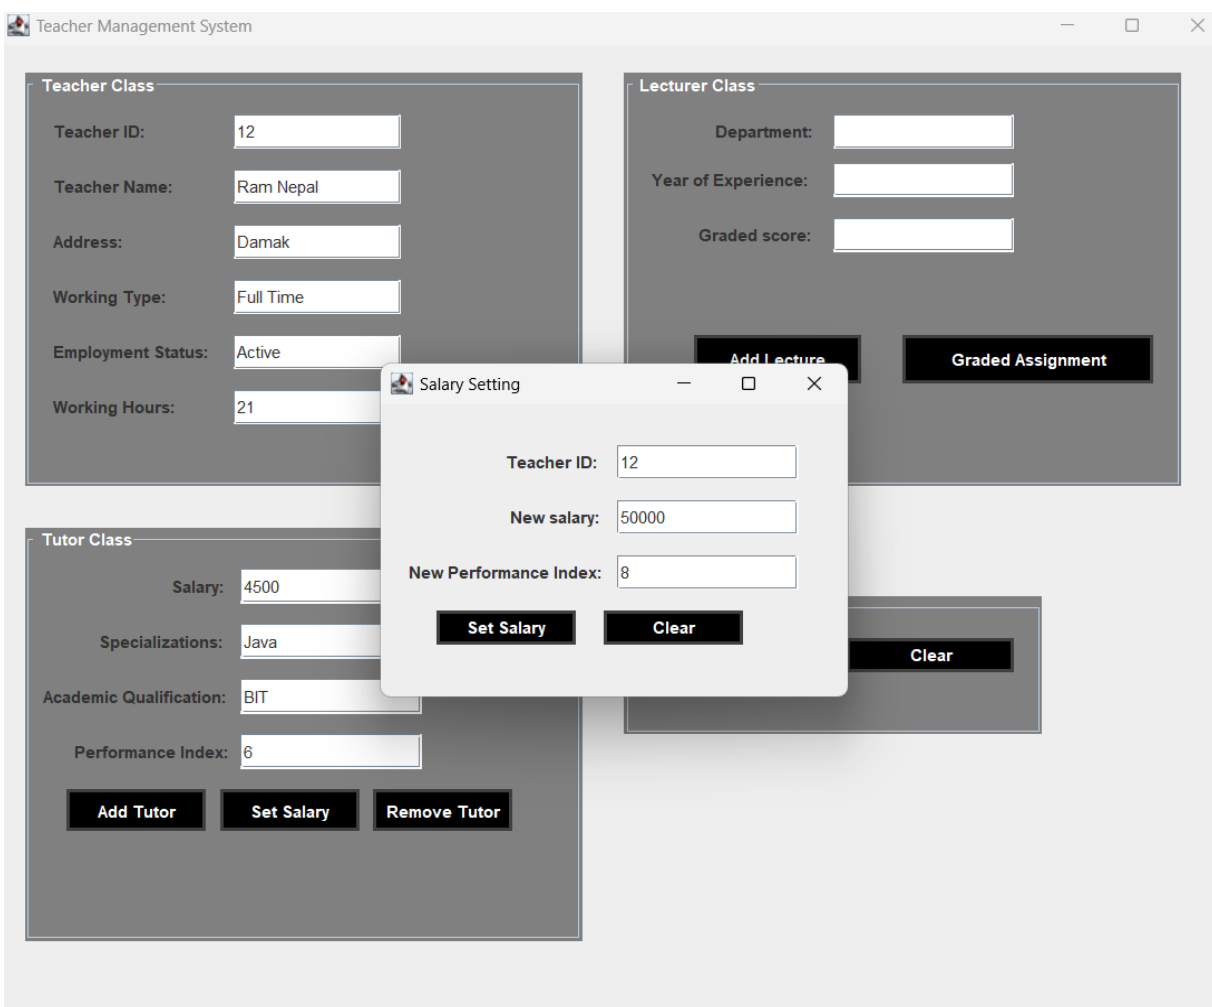 Teacher Management System
Teacher Class
Teacher ID: 12
Teacher Name: Ram Nepal
Address: Damak
Working Type: Full Time
Employment Status: Active
Working Hours: 21
Lecturer Class
Department:
Year of Experience:
Graded score:
Add Lecture Graded Assignment
Salary Setting
Teacher ID: 12
New salary: 50000
New Performance Index: 8
Set Salary Clear
Tutor Class
Salary: 4500
Specializations: Java
Academic Qualification: BIT
Performance Index: 6
Add Tutor Set Salary Remove Tutor
Clear